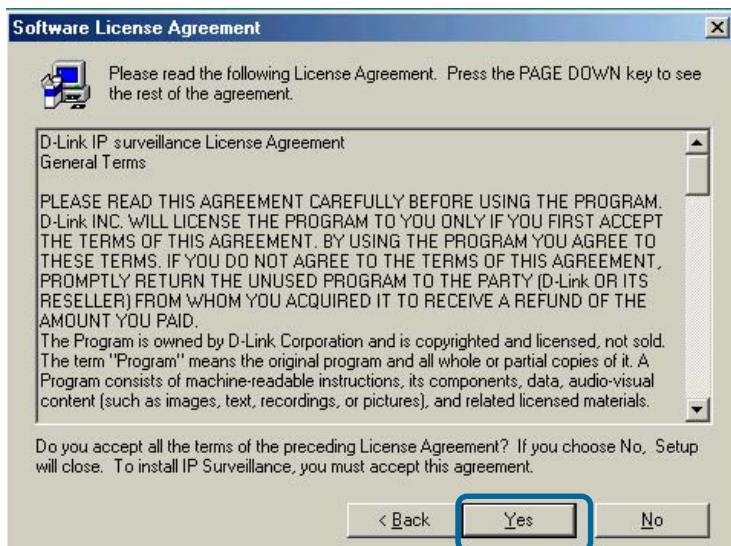 Software License Agreement
Please read the following License Agreement. Press the PAGE DOWN key to see
the rest of the agreement.
D-Link IP surveillance License Agreement
General Terms
PLEASE READ THIS AGREEMENT CAREFULLY BEFORE USING THE PROGRAM.
D-Link INC. WILL LICENSE THE PROGRAM TO YOU ONLY IF YOU FIRST ACCEPT
THE TERMS OF THIS AGREEMENT. BY USING THE PROGRAM YOU AGREE TO
THESE TERMS. IF YOU DO NOT AGREE TO THE TERMS OF THIS AGREEMENT,
PROMPTLY RETURN THE UNUSED PROGRAM TO THE PARTY (D-Link OR ITS
RESELLER) FROM WHOM YOU ACQUIRED IT TO RECEIVE A REFUND OF THE
AMOUNT YOU PAID.
The Program is owned by D-Link Corporation and is copyrighted and licensed, not sold.
The term "Program" means the original program and all whole or partial copies of it. A
Program consists of machine-readable instructions, its components, data, audio-visual
content (such as images, text, recordings, or pictures), and related licensed materials.
Do you accept all the terms of the preceding License Agreement? If you choose No, Setup
will close. To install IP Surveillance, you must accept this agreement.
< Back Yes No